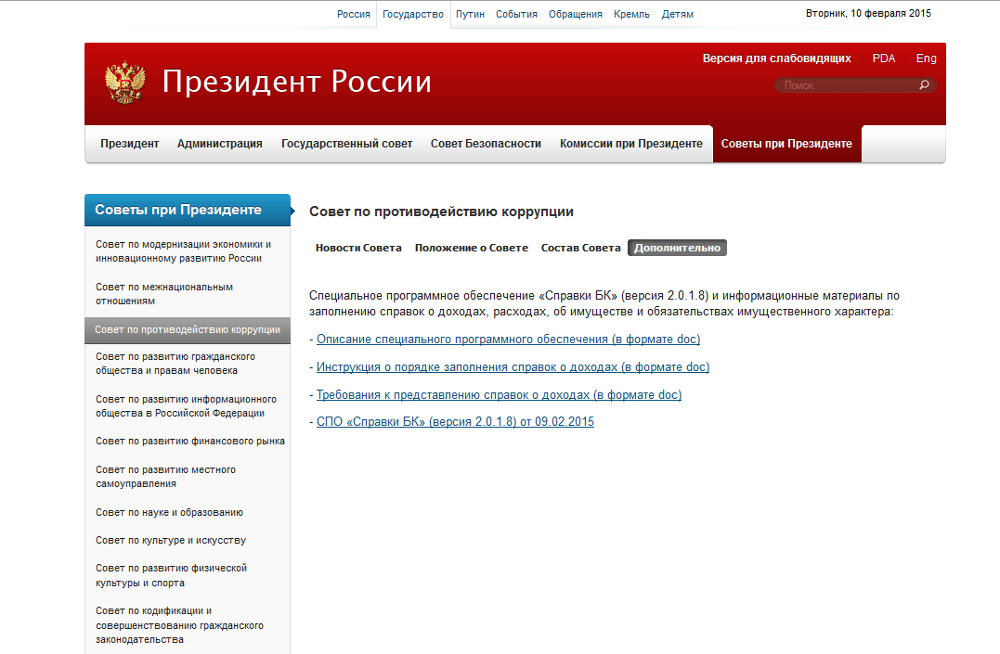 Россия Государство Путин События Обращения Кремль Детям
Вторник, 10 февраля 2015
Версия для слабовидящих PDA Eng
Президент России
Поиск
Президент Администрация Государственный совет Совет Безопасности Комиссии при Президенте Советы при Президенте
Советы при Президенте
Совет по модернизации экономики и
инновационному развитию России
Совет по межнациональным
отношениям
Совет по противодействию коррупции
Совет по развитию гражданского
общества и правам человека
Совет по развитию информационного
общества в Российской Федерации
Совет по развитию финансового рынка
Совет по развитию местного
самоуправления
Совет по науке и образованию
Совет по культуре и искусству
Совет по развитию физической
культуры и спорта
Совет по кодификации и
совершенствованию гражданского
законодательства
Совет по противодействию коррупции
Новости Совета Положение о Совете Состав Совета Дополнительно
Специальное программное обеспечение «Справки БК» (версия 2.0.1.8) и информационные материалы по
заполнению справок о доходах, расходах, об имуществе и обязательствах имущественного характера:
- Описание специального программного обеспечения (в формате doc)
- Инструкция о порядке заполнения справок о доходах (в формате doc)
- Требования к представлению справок о доходах (в формате doc)
- СПО «Справки БК» (версия 2.0.1.8) от 09.02.2015